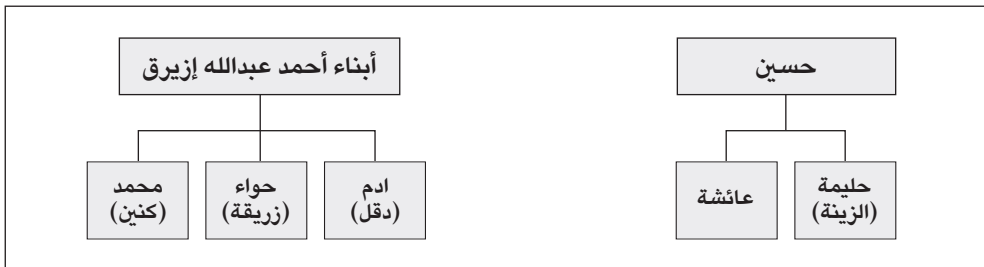 حسين
حليمة
(الزينة)
عائشة
أبناء أحمد عبدالله إزيرق
ادم
(دقل)
حواء
(زريقة)
محمد
(كنين)